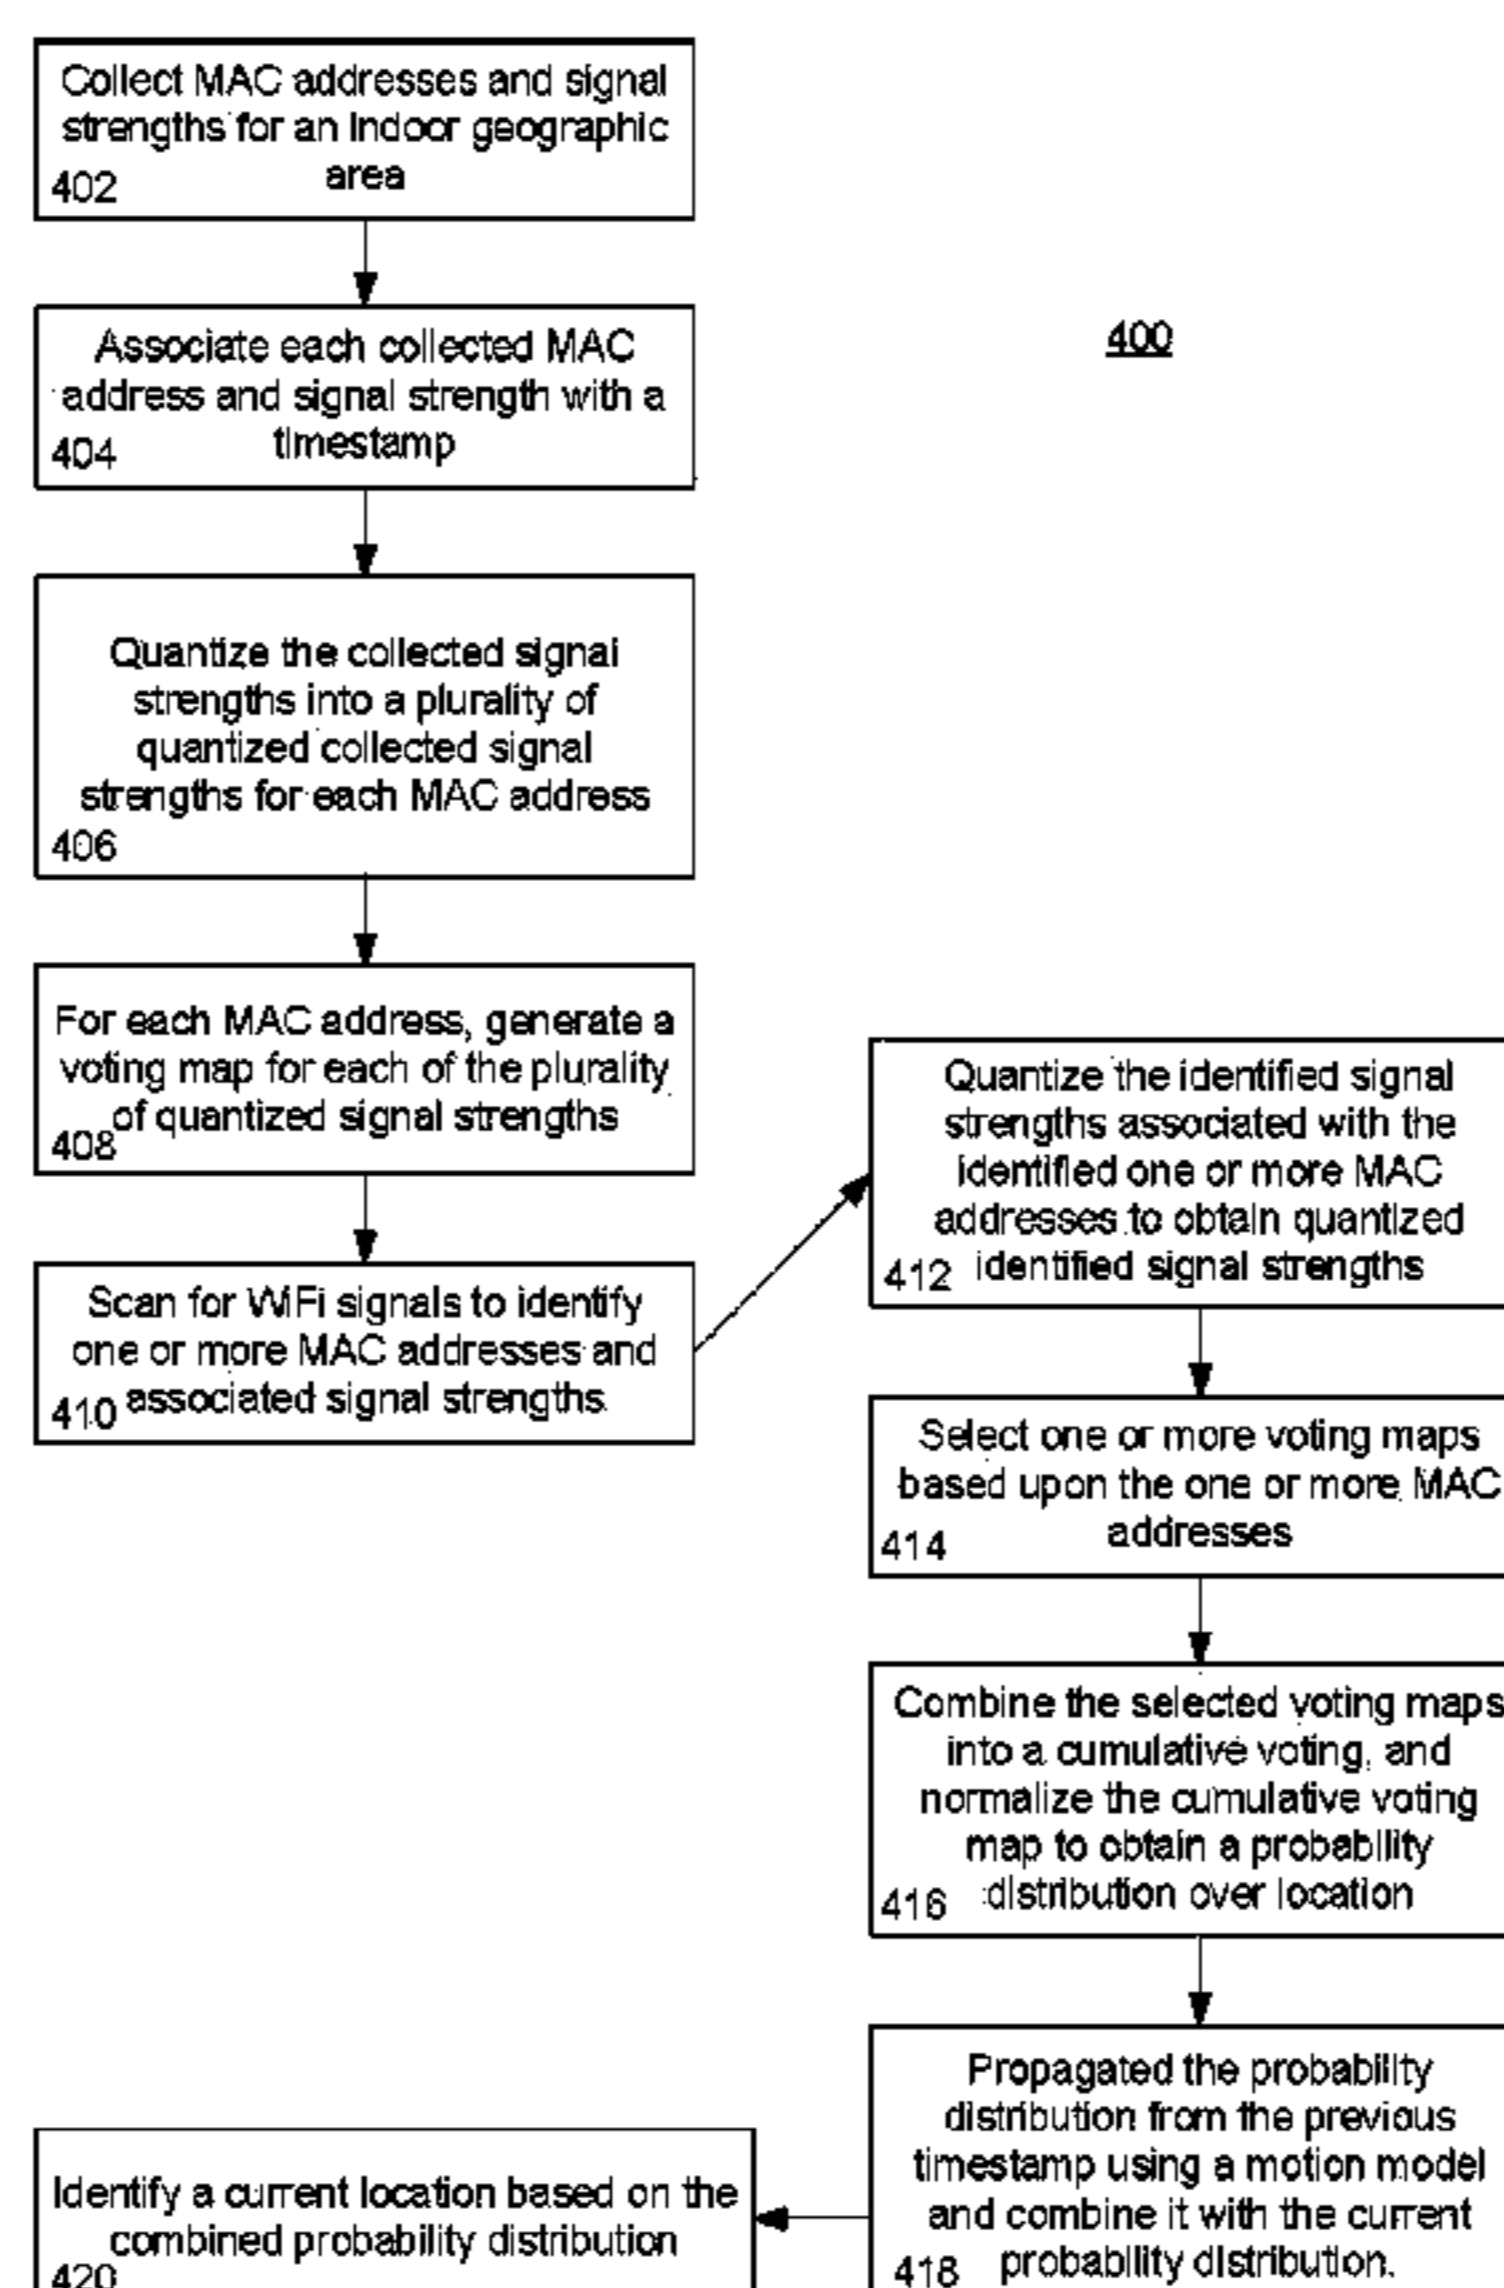 Collect MAC addresses and signal
strengths for an indoor geographic
area
402
Associate each collected MAC
address and signal strength with a
timestamp
404
400
Quantize the collected signal
strengths into a plurality of
quantized collected signal
strengths for each MAC address
406
For each MAC address, generate a
voting map for each of the plurality
of quantized signal strengths
408
Scan for WiFi signals to identify
one or more MAC addresses and
associated signal strengths
410
Quantize the identified signal
strengths associated with the
identified one or more MAC
addresses to obtain quantized
identified signal strengths
412
Select one or more voting maps
based upon the one or more MAC
addresses
414
Combine the selected voting maps
into a cumulative voting, and
normalize the cumulative voting
map to obtain a probability
distribution over location
416
Propagated the probability
distribution from the previous
timestamp using a motion model
and combine it with the current
probability distribution.
418
Identify a current location based on the
combined probability distribution
420